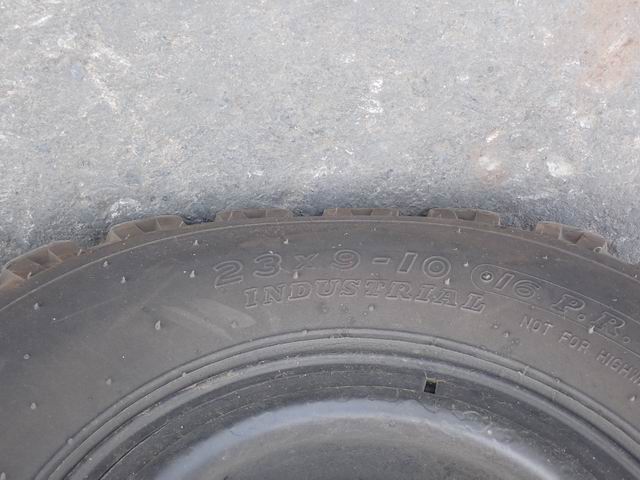 23x9-10 16 P.R.
INDUSTRIAL
NOT FOR HIGHW